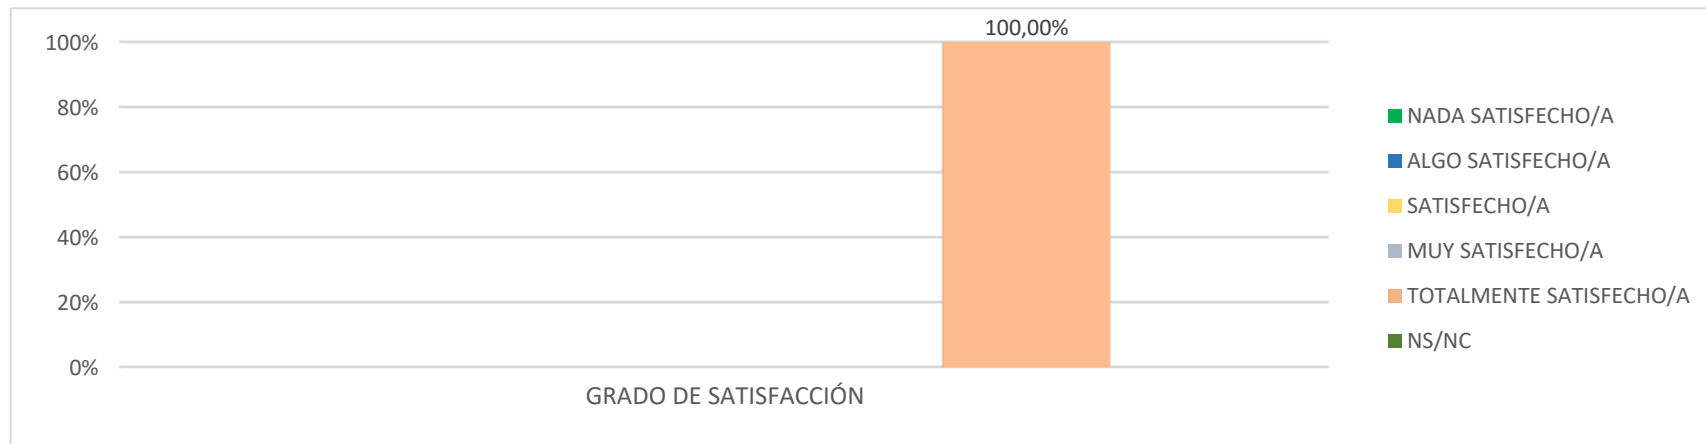 100,00%
100%
80%
60%
40%
20%
0%
GRADO DE SATISFACCIÓN
NADA SATISFECHO/A
ALGO SATISFECHO/A
SATISFECHO/A
MUY SATISFECHO/A
TOTALMENTE SATISFECHO/A
NS/NC